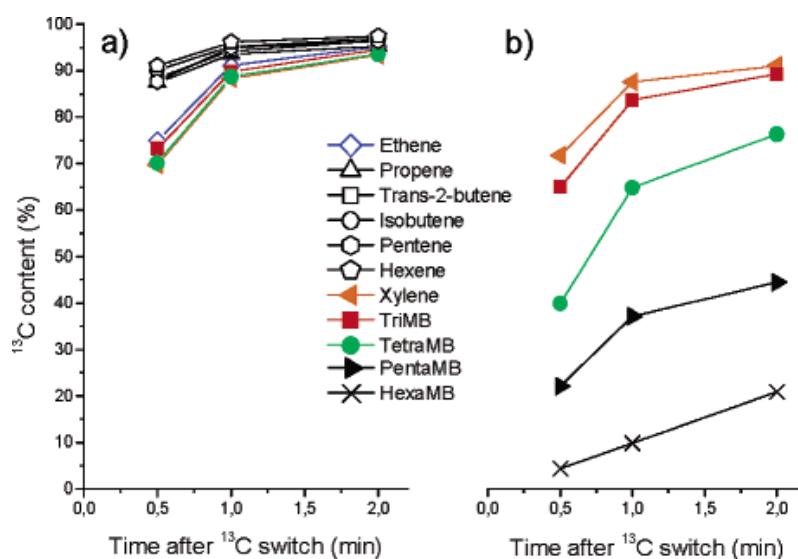 a)
b)
¹³C content (%)
100
90
80
70
60
50
40
30
20
10
0
0,0 0,5 1,0 1,5 2,0
Time after ¹³C switch (min)
Ethene
Propene
Trans-2-butene
Isobutene
Pentene
Hexene
Xylene
TriMB
TetraMB
PentaMB
HexaMB
0,0 0,5 1,0 1,5 2,0
Time after ¹³C switch (min)